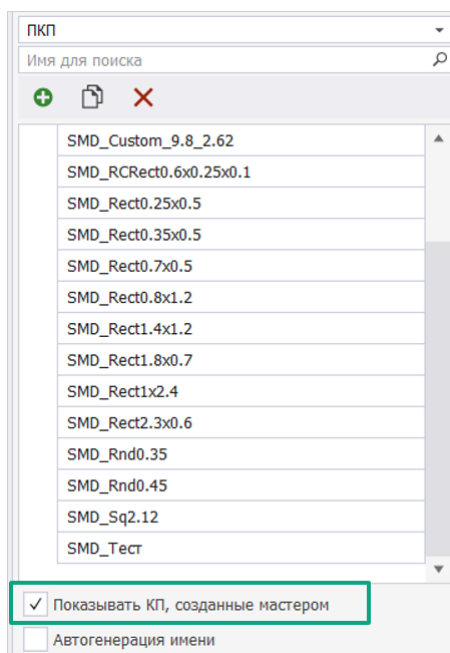 ПКП
Имя для поиска
SMD_Custom_9.8_2.62
SMD_RCRect0.6x0.25x0.1
SMD_Rect0.25x0.5
SMD_Rect0.35x0.5
SMD_Rect0.7x0.5
SMD_Rect0.8x1.2
SMD_Rect1.4x1.2
SMD_Rect1.8x0.7
SMD_Rect1x2.4
SMD_Rect2.3x0.6
SMD_Rnd0.35
SMD_Rnd0.45
SMD_Sq2.12
SMD_Тест
Показывать КП, созданные мастером
Автогенерация имени